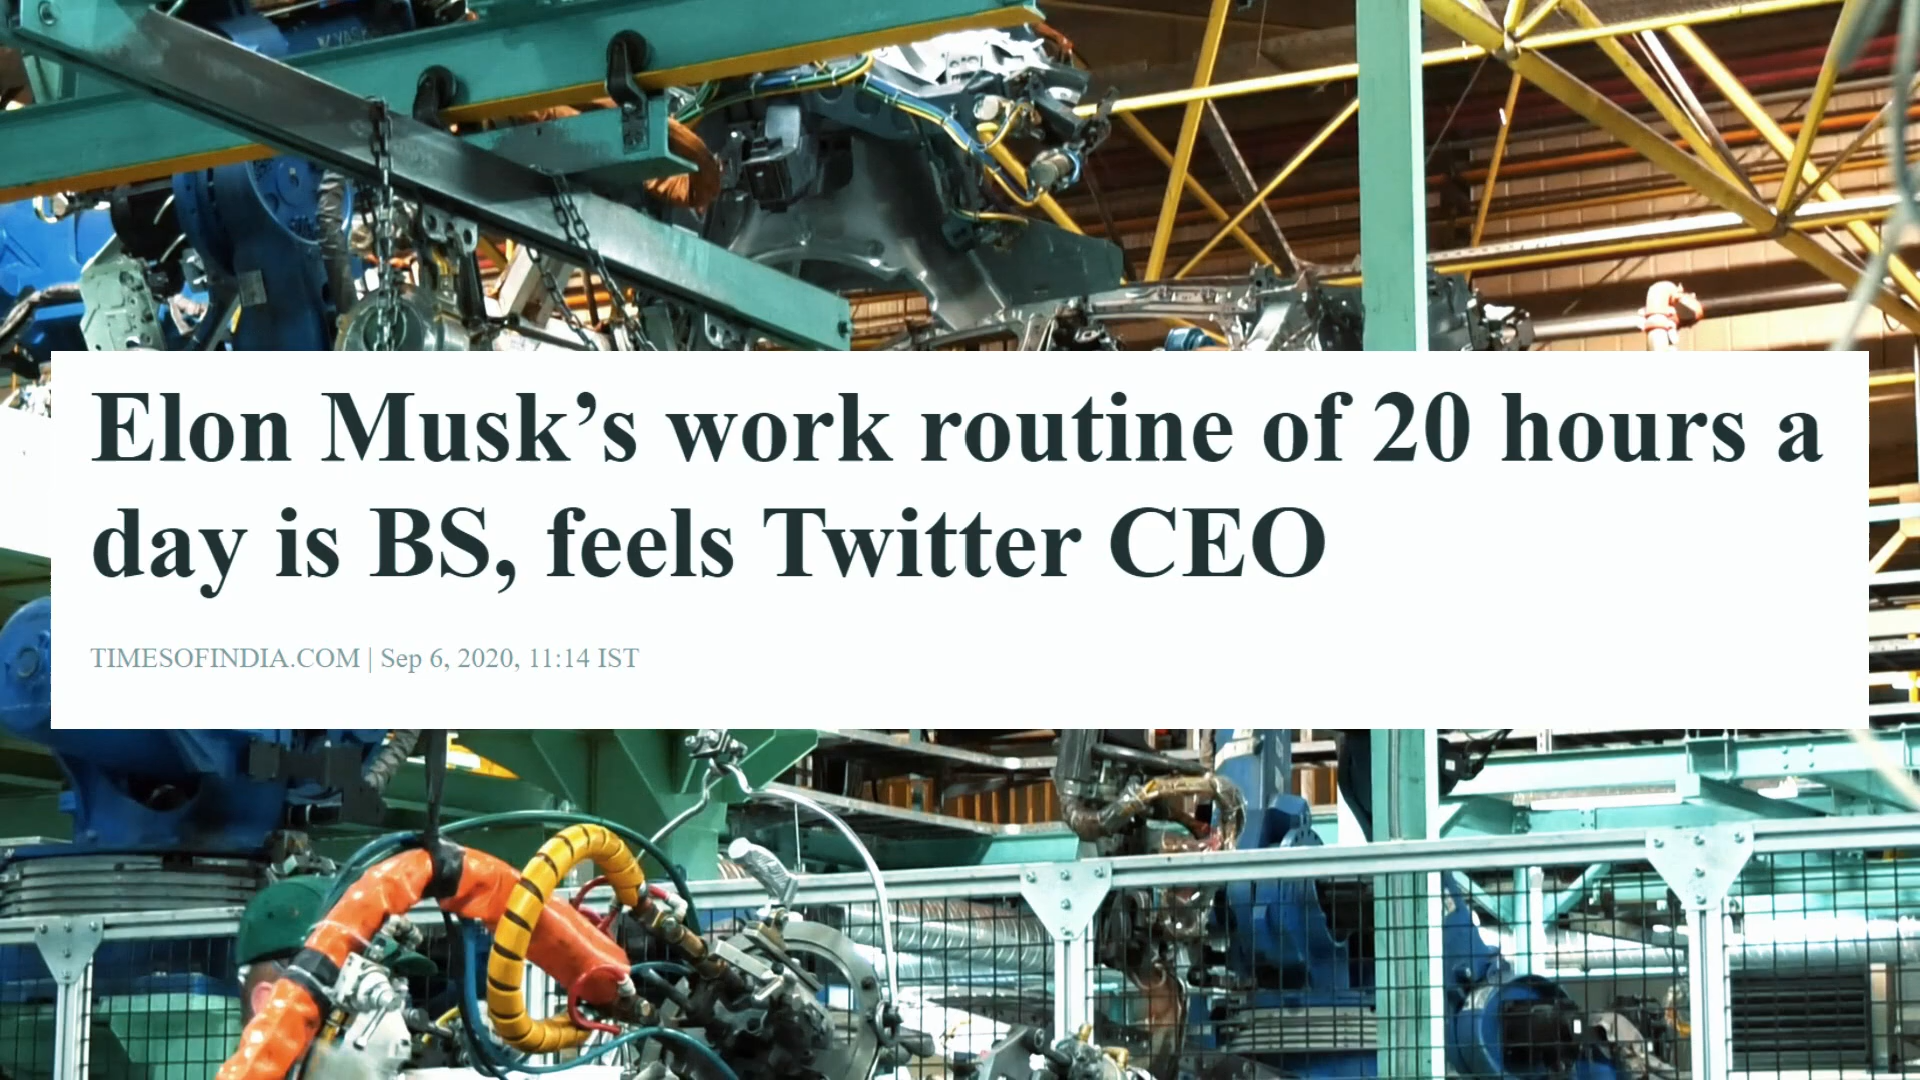 Elon Musk’s work routine of 20 hours a
day is BS, feels Twitter CEO
TIMESOFINDIA.COM | Sep 6, 2020, 11:14 IST